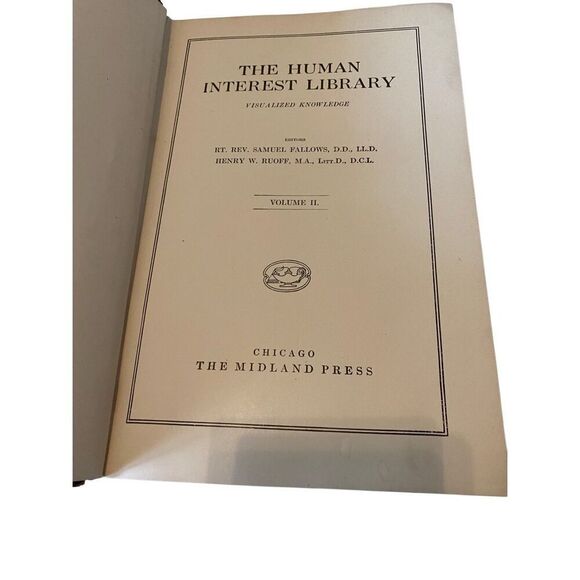 THE HUMAN
INTEREST LIBRARY
VISUALIZED KNOWLEDGE
EDITORS
RT. REV. SAMUEL FALLOWS, D.D., LL.D.
HENRY W. RUOFF, M.A., LITT.D., D.C.L.
VOLUME II.
CHICAGO
THE MIDLAND PRESS